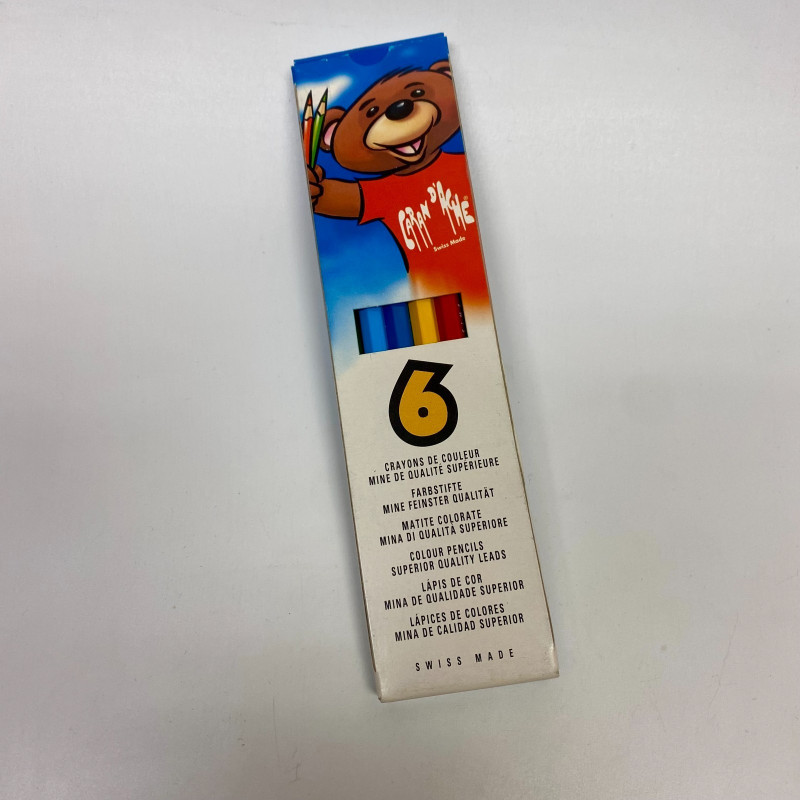 CARAN D'ACHE
Swiss Made
6
CRAYONS DE COULEUR
MINE DE QUALITÉ SUPERIEURE
FARBSTIFTE
MINE FEINSTER QUALITÄT
MATITE COLORATE
MINA DI QUALITÀ SUPERIORE
COLOUR PENCILS
SUPERIOR QUALITY LEADS
LÁPIS DE COR
MINA DE QUALIDADE SUPERIOR
LÁPICES DE COLORES
MINA DE CALIDAD SUPERIOR
SWISS MADE